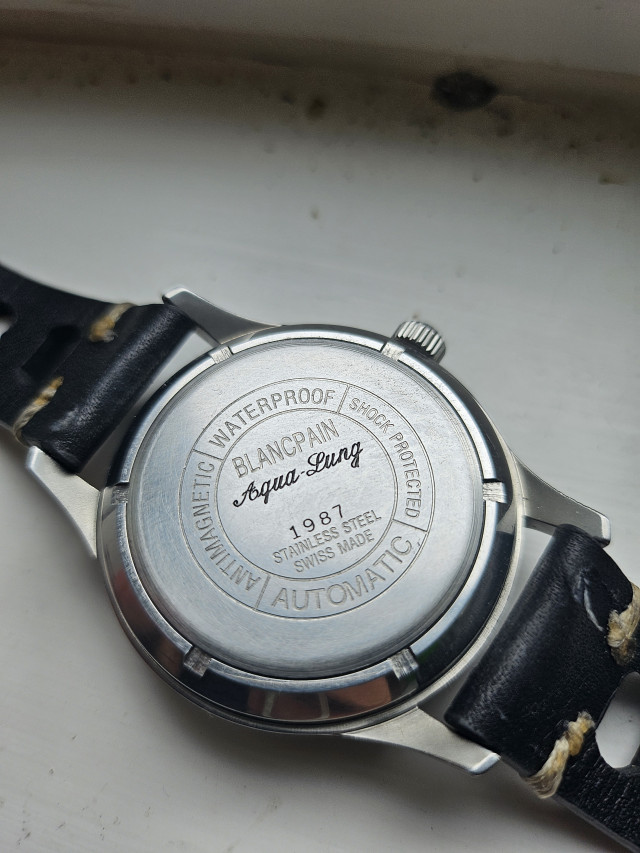 WATERPROOF
SHOCK PROTECTED
AUTOMATIC
ANTIMAGNETIC
BLANCPAIN
Aqua-Lung
1987
STAINLESS STEEL
SWISS MADE